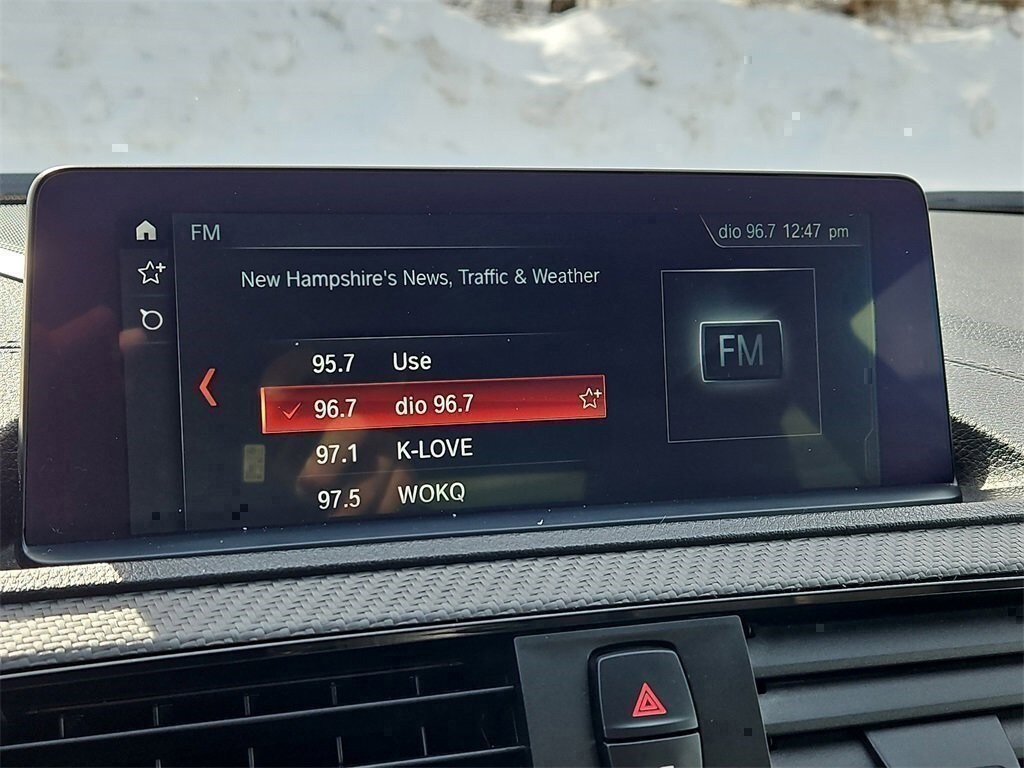 FM
dio 96.7 12:47 pm
New Hampshire's News, Traffic & Weather
FM
95.7 Use
96.7 dio 96.7
97.1 K-LOVE
97.5 WOKQ